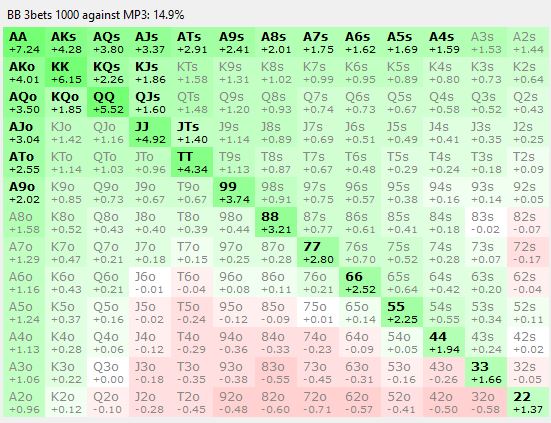 BB 3bets 1000 against MP3: 14.9%
AA AKs AQs AJs ATs A9s A8s A7s A6s A5s A4s A3s A2s
+7.24 +4.28 +3.80 +3.37 +2.91 +2.41 +2.01 +1.75 +1.62 +1.69 +1.59 +1.53 +1.44
AKo KK KQs KJs KTs K9s K8s K7s K6s K5s K4s K3s K2s
+4.01 +6.15 +2.26 +1.86 +1.58 +1.31 +1.02 +0.99 +0.95 +0.89 +0.80 +0.73 +0.64
AQo KQo QQ QJs QTs Q9s Q8s Q7s Q6s Q5s Q4s Q3s Q2s
+3.50 +1.85 +5.52 +1.60 +1.48 +1.20 +0.93 +0.74 +0.73 +0.67 +0.58 +0.52 +0.43
AJo KJo QJo JJ JTs J9s J8s J7s J6s J5s J4s J3s J2s
+3.04 +1.42 +1.16 +4.92 +1.40 +1.14 +0.89 +0.69 +0.51 +0.49 +0.41 +0.35 +0.25
ATo KTo QTo JTo TT T9s T8s T7s T6s T5s T4s T3s T2s
+2.55 +1.14 +1.03 +0.96 +4.34 +1.13 +0.87 +0.67 +0.48 +0.29 +0.24 +0.18 +0.09
A9o K9o Q9o J9o T9o 99 98s 97s 96s 95s 94s 93s 92s
+2.02 +0.85 +0.73 +0.67 +0.67 +3.74 +0.91 +0.75 +0.57 +0.38 +0.16 +0.14 +0.05
A8o K8o Q8o J8o T8o 98o 88 87s 86s 85s 84s 83s 82s
+1.58 +0.52 +0.43 +0.40 +0.39 +0.44 +3.21 +0.77 +0.61 +0.41 +0.18 -0.02 -0.07
A7o K7o Q7o J7o T7o 97o 87o 77 76s 75s 74s 73s 72s
+1.29 +0.47 +0.21 +0.18 +0.15 +0.25 +0.28 +2.80 +0.70 +0.52 +0.28 +0.07 -0.17
A6o K6o Q6o J6o T6o 96o 86o 76o 66 65s 64s 63s 62s
+1.16 +0.43 +0.21 -0.01 -0.04 +0.08 +0.11 +0.21 +2.52 +0.64 +0.42 +0.20 -0.04
A5o K5o Q5o J5o T5o 95o 85o 75o 65o 55 54s 53s 52s
+1.24 +0.37 +0.16 -0.02 -0.24 -0.12 -0.09 +0.01 +0.14 +2.25 +0.55 +0.34 +0.11
A4o K4o Q4o J4o T4o 94o 84o 74o 64o 54o 44 43s 42s
+1.13 +0.28 +0.06 -0.12 -0.29 -0.36 -0.33 -0.23 -0.09 +0.05 +1.94 +0.24 +0.02
A3o K3o Q3o J3o T3o 93o 83o 73o 63o 53o 43o 33 32s
+1.06 +0.22 +0.00 -0.18 -0.35 -0.38 -0.55 -0.45 -0.31 -0.16 -0.26 +1.66 -0.05
A2o K2o Q2o J2o T2o 92o 82o 72o 62o 52o 42o 32o 22
+0.96 +0.12 -0.10 -0.28 -0.45 -0.48 -0.60 -0.71 -0.57 -0.41 -0.50 -0.58 +1.37